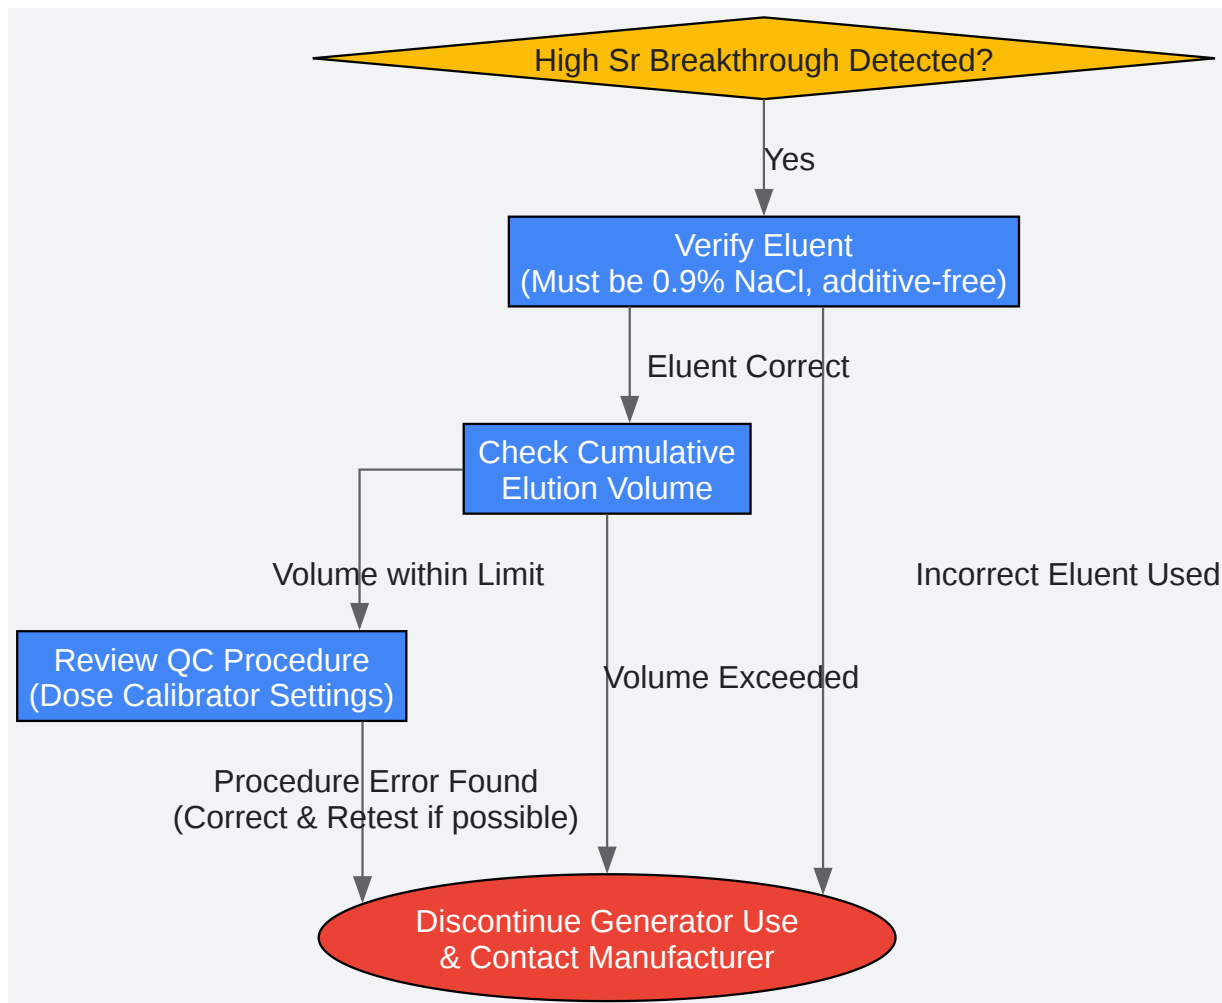 High Sr Breakthrough Detected?
Yes
Verify Eluent
(Must be 0.9% NaCl, additive-free)
Eluent Correct
Check Cumulative
Elution Volume
Volume within Limit
Incorrect Eluent Used
Review QC Procedure
(Dose Calibrator Settings)
Volume Exceeded
Procedure Error Found
(Correct & Retest if possible)
Discontinue Generator Use
& Contact Manufacturer